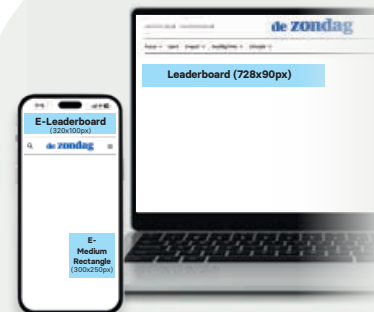 de zondag
Leaderboard (728x90px)
E-Leaderboard
(320x100px)
de zondag
E-
Medium
Rectangle
(300x250px)